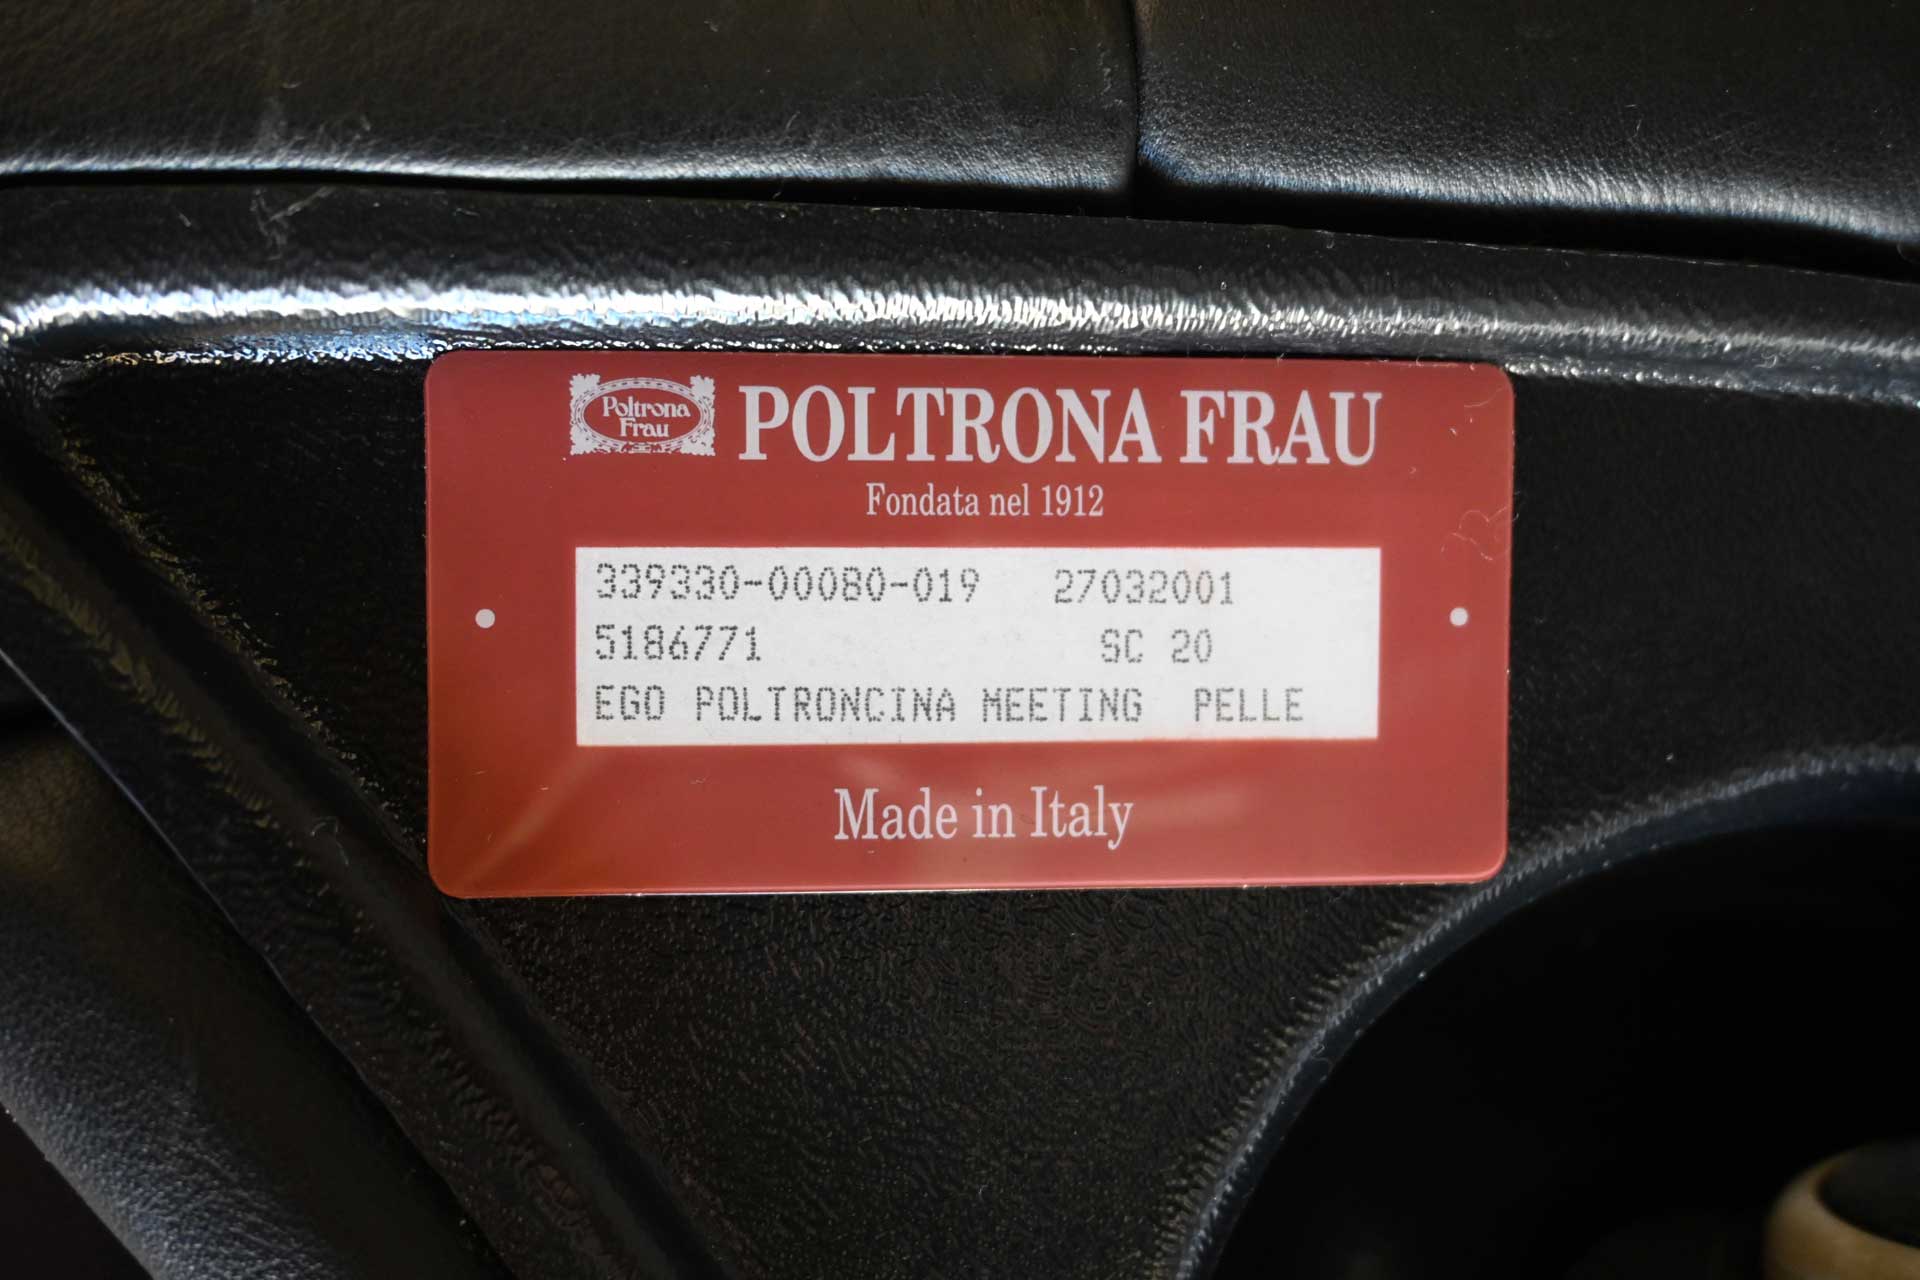 Poltrona
Frau
POLTRONA FRAU
Fondata nel 1912
339330-00080-019 27032001
5186771 SC 20
EGO POLTRONCINA MEETING PELLE
Made in Italy